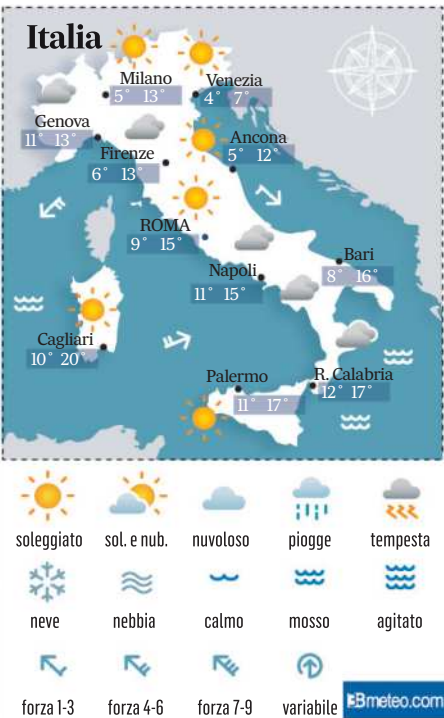 Italia
Milano
5° 13°
Venezia
4° 7°
Genova
11° 13°
Firenze
6° 13°
Ancona
5° 12°
ROMA
9° 15°
Napoli
11° 15°
Bari
8° 16°
Cagliari
10° 20°
Palermo
11° 17°
R. Calabria
12° 17°
soleggiato sol. e nub. nuvoloso piogge tempesta
neve nebbia calmo mosso agitato
forza 1-3 forza 4-6 forza 7-9 variabile
3Bmeteo.com